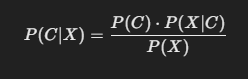 P(C|X) = P(C) · P(X|C) / P(X)